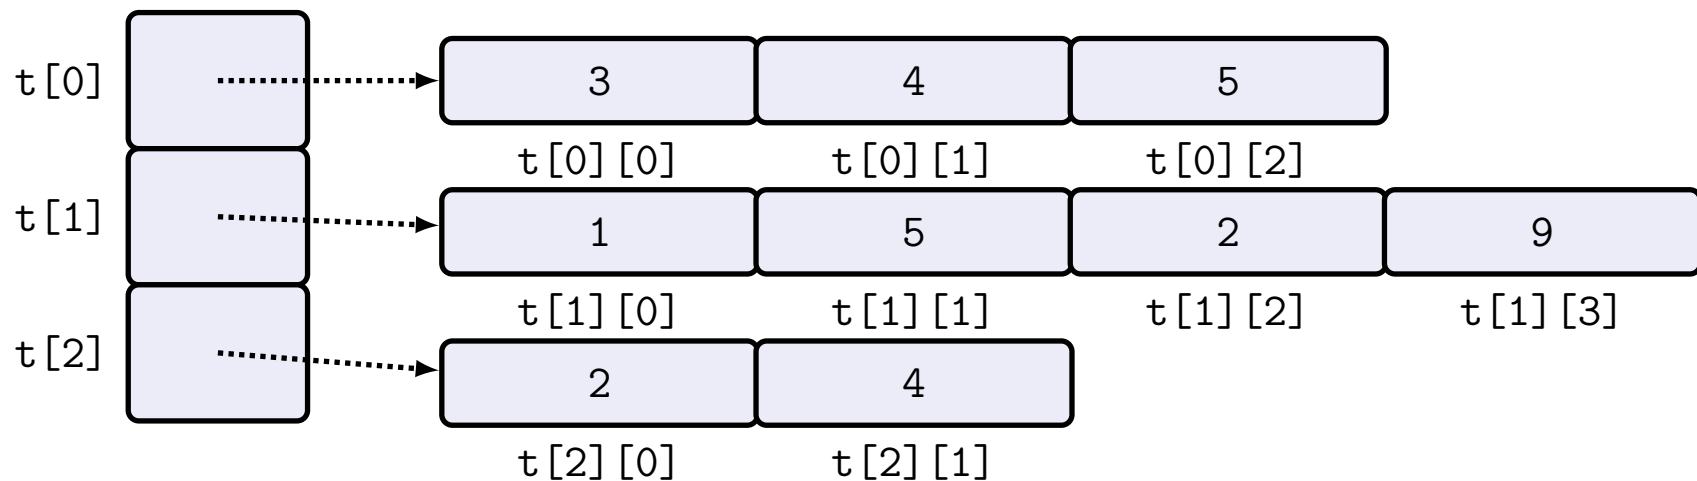 t[0] 3 4 5
t[0][0] t[0][1] t[0][2]
t[1] 1 5 2 9
t[1][0] t[1][1] t[1][2] t[1][3]
t[2] 2 4
t[2][0] t[2][1]